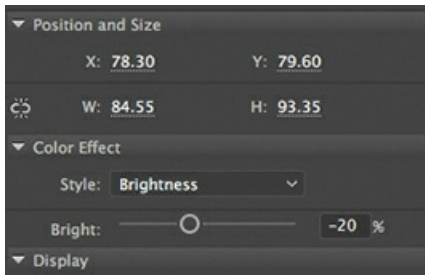 Position and Size
X: 78.30 Y: 79.60
W: 84.55 H: 93.35
Color Effect
Style: Brightness
Bright: -20 %
Display